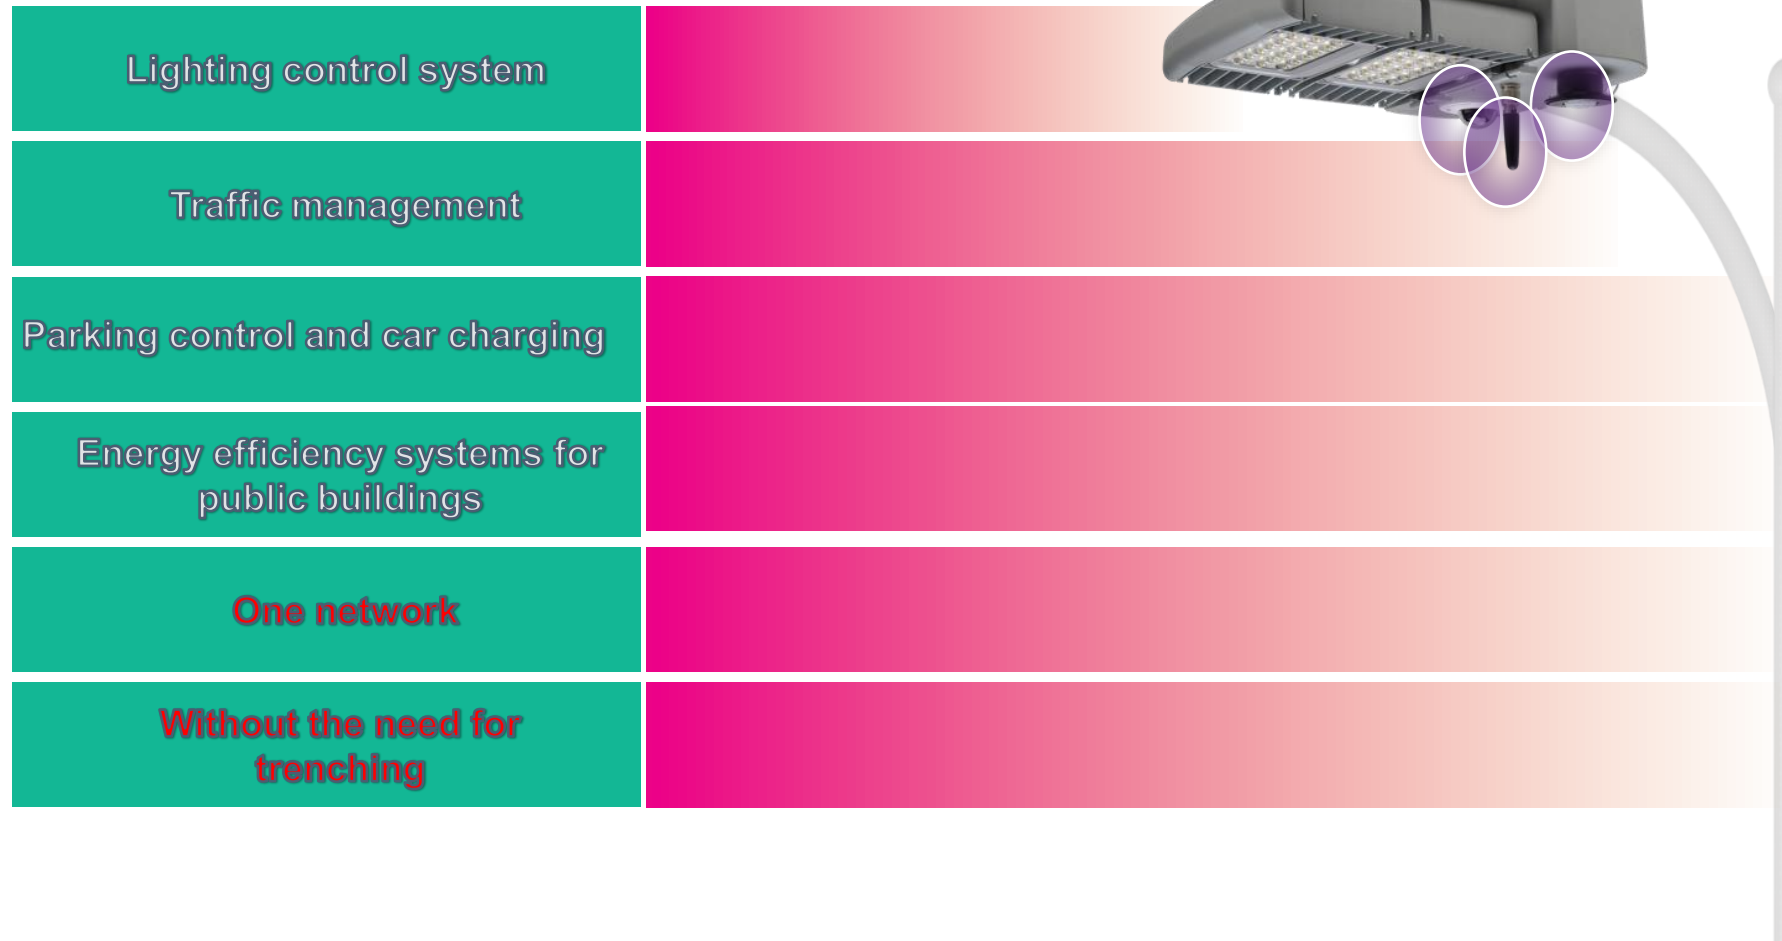 Lighting control system
Traffic management
Parking control and car charging
Energy efficiency systems for
public buildings
One network
Without the need for
trenching